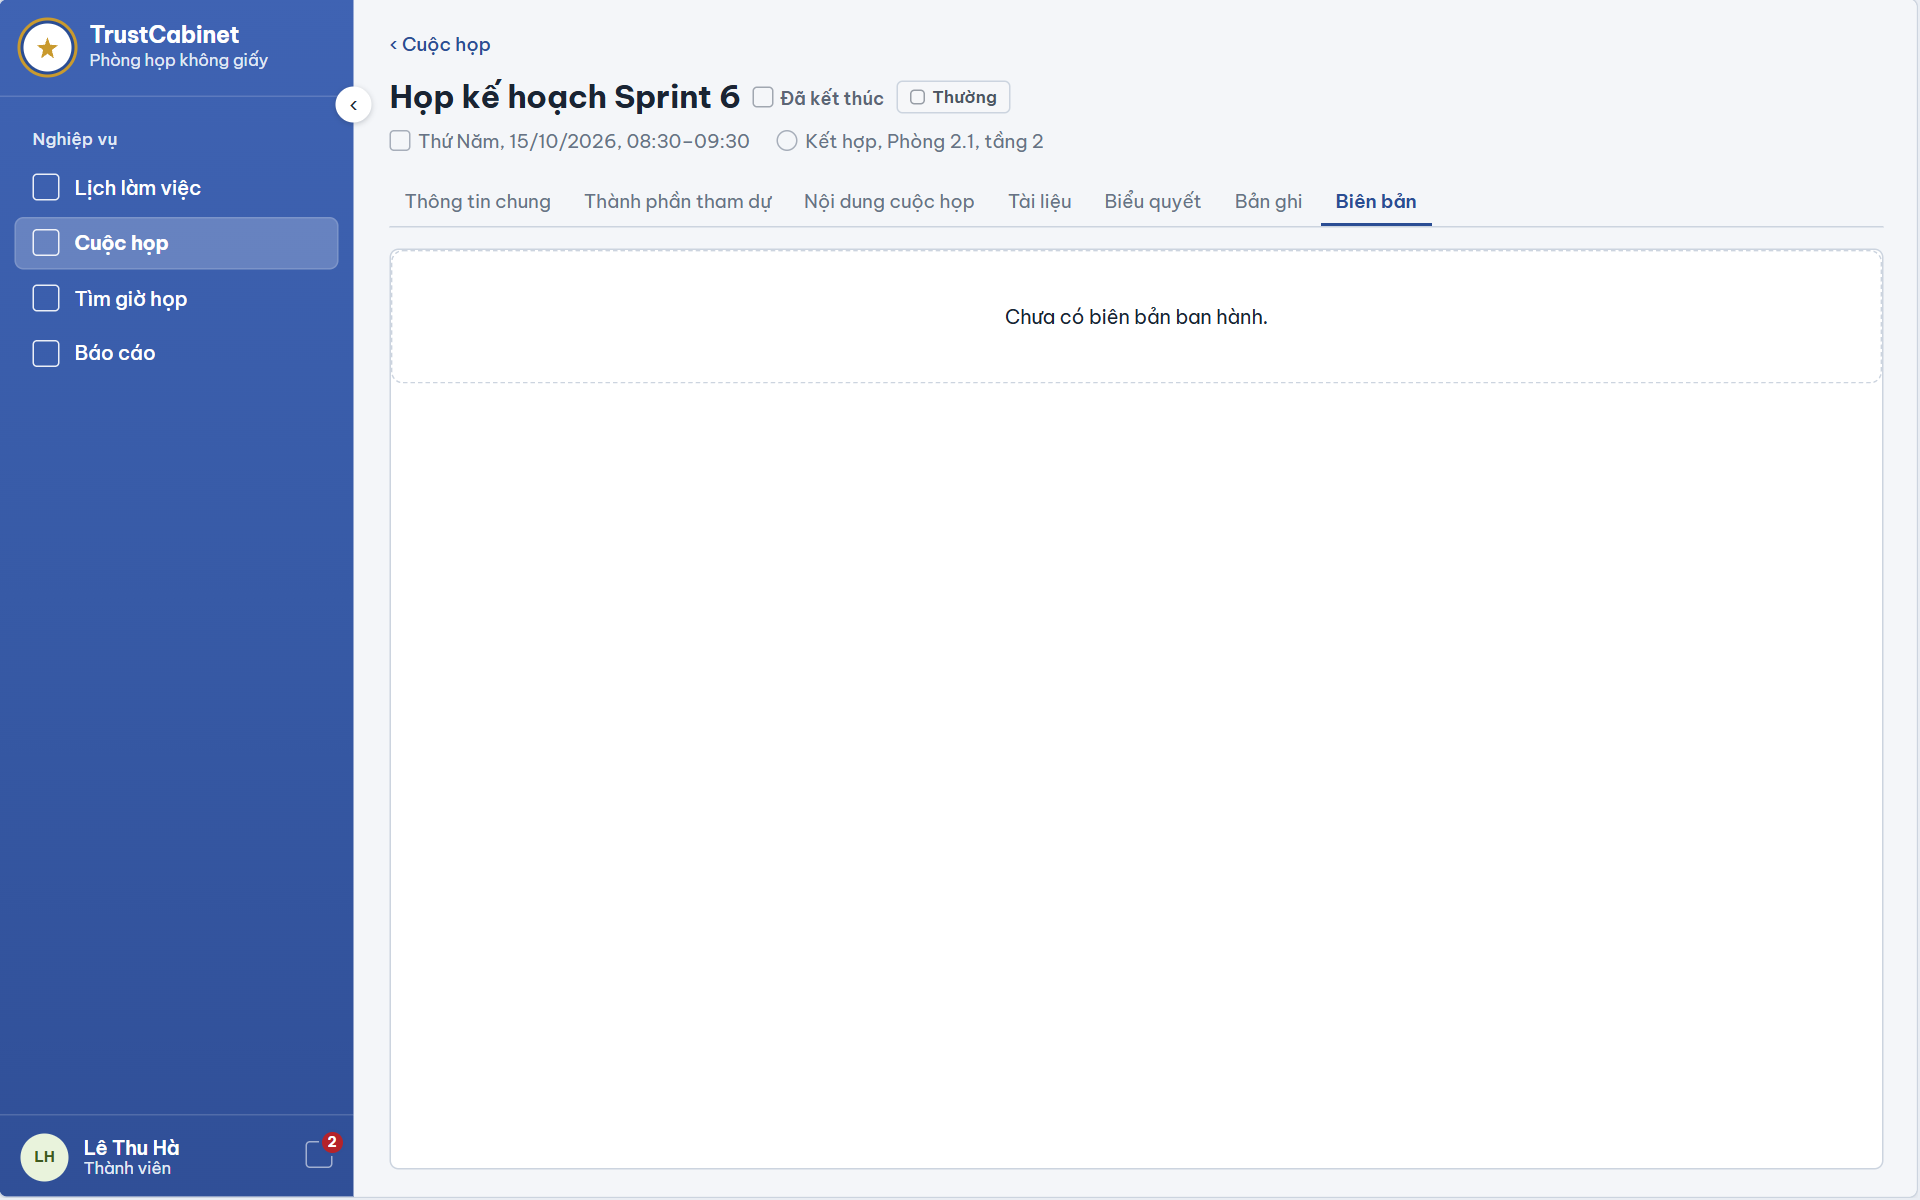 TrustCabinet
Phòng họp không giấy
Nghiệp vụ
Lịch làm việc
Cuộc họp
Tìm giờ họp
Báo cáo
LH
Lê Thu Hà
Thành viên
2
‹ Cuộc họp
Họp kế hoạch Sprint 6 Đã kết thúc Thường
Thứ Năm, 15/10/2026, 08:30–09:30 Kết hợp, Phòng 2.1, tầng 2
Thông tin chung Thành phần tham dự Nội dung cuộc họp Tài liệu Biểu quyết Bản ghi Biên bản
Chưa có biên bản ban hành.